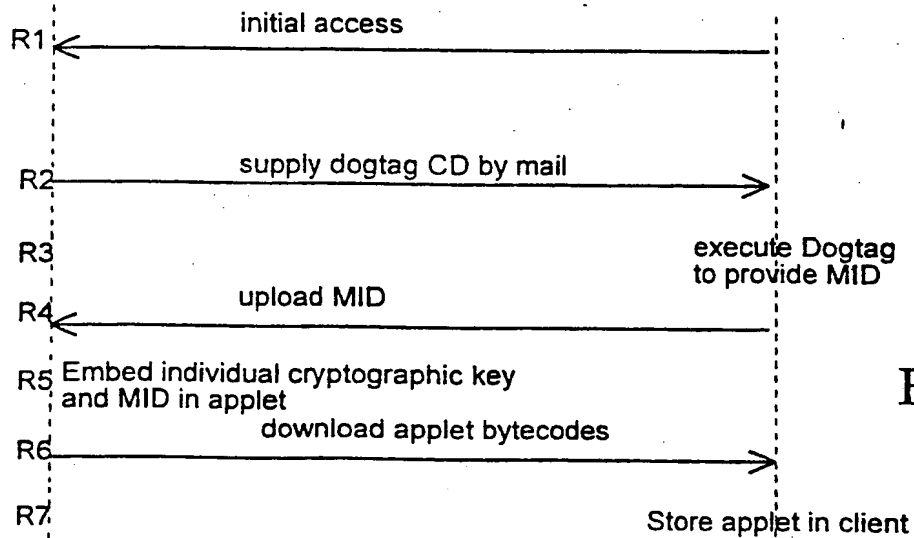 R1 initial access
R2 supply dogtag CD by mail
R3 execute Dogtag
to provide MID
R4 upload MID
R5 Embed individual cryptographic key
and MID in applet
R6 download applet bytecodes
R7 Store applet in client